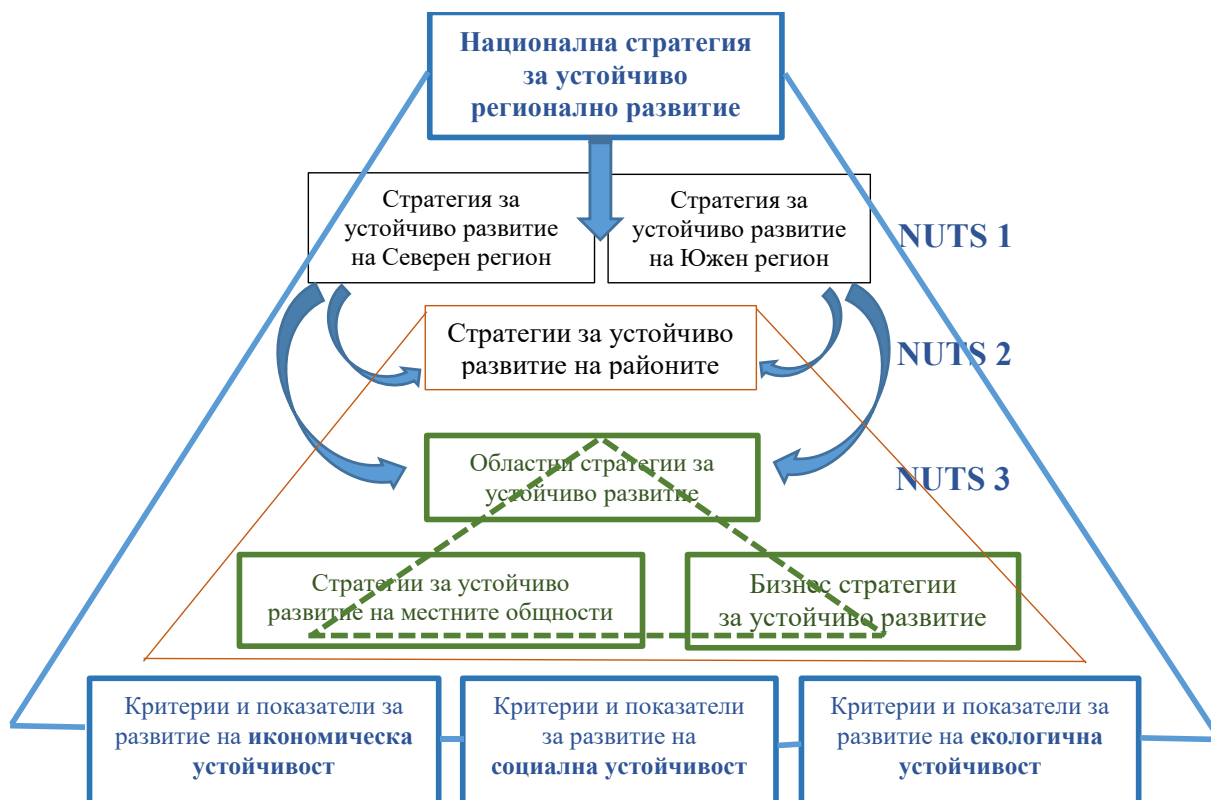 Национална стратегия
за устойчиво
регионално развитие
Стратегия за
устойчиво развитие
на Северен регион
Стратегия за
устойчиво развитие
на Южен регион
NUTS 1
Стратегии за устойчиво
развитие на районите
NUTS 2
Областни стратегии за
устойчиво развитие
NUTS 3
Стратегии за устойчиво
развитие на местните общности
Бизнес стратегии
за устойчиво развитие
Критерии и показатели за
развитие на икономическа
устойчивост
Критерии и показатели
за развитие на
социална устойчивост
Критерии и показатели за
развитие на екологична
устойчивост